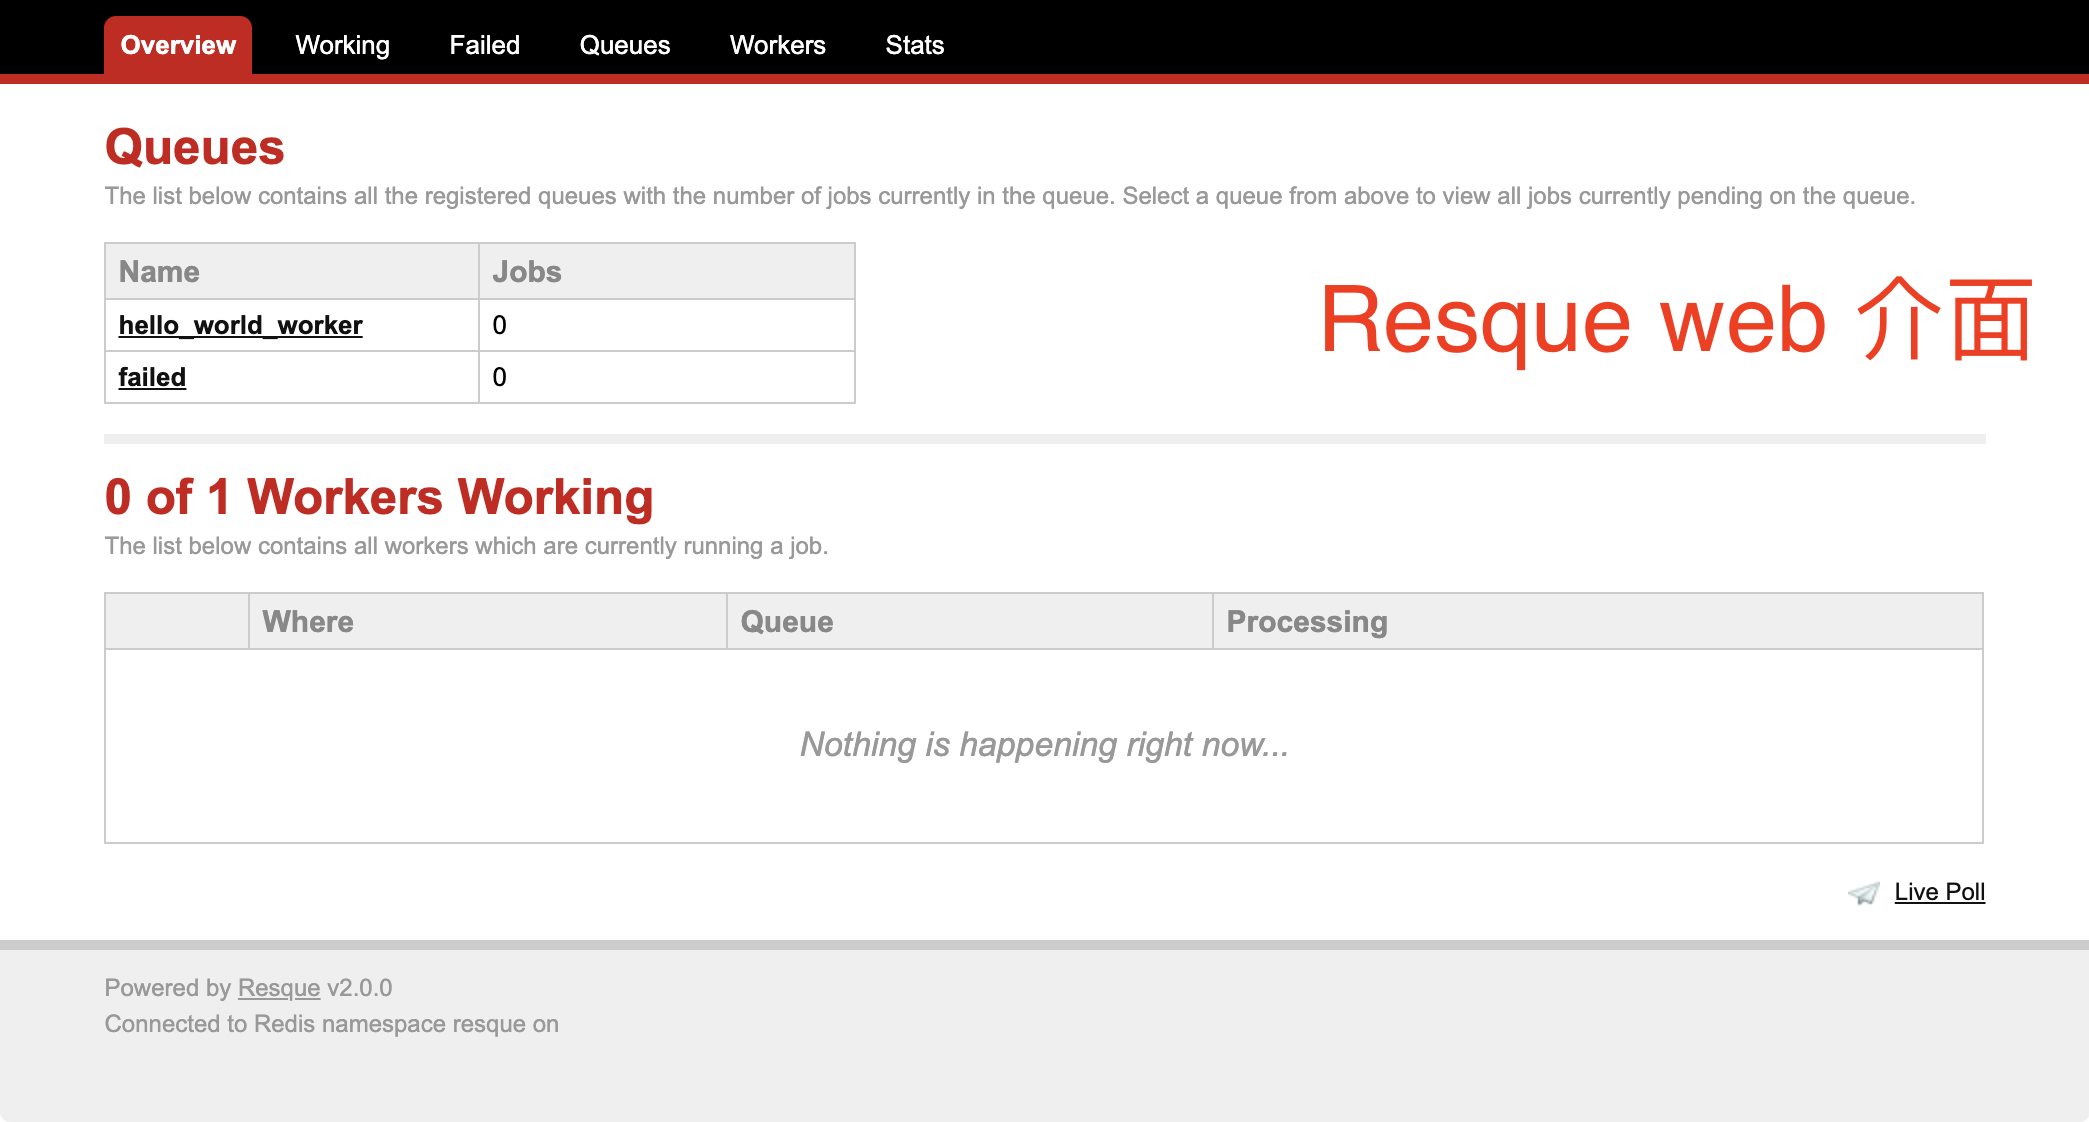 Overview Working Failed Queues Workers Stats
Queues
The list below contains all the registered queues with the number of jobs currently in the queue. Select a queue from above to view all jobs currently pending on the queue.
Name Jobs
hello_world_worker 0
failed 0
Resque web 介面
0 of 1 Workers Working
The list below contains all workers which are currently running a job.
Where Queue Processing
Nothing is happening right now...
Live Poll
Powered by Resque v2.0.0
Connected to Redis namespace resque on